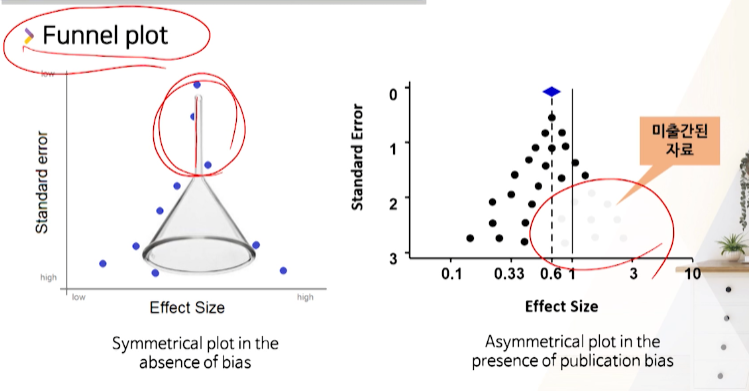 Funnel plot
low
Standard error
high
low
Effect Size
high
Symmetrical plot in the
absence of bias
Standard Error
0
1
2
3
미출간된
자료
0.1
0.33
0.6
1
3
10
Effect Size
Asymmetrical plot in the
presence of publication bias